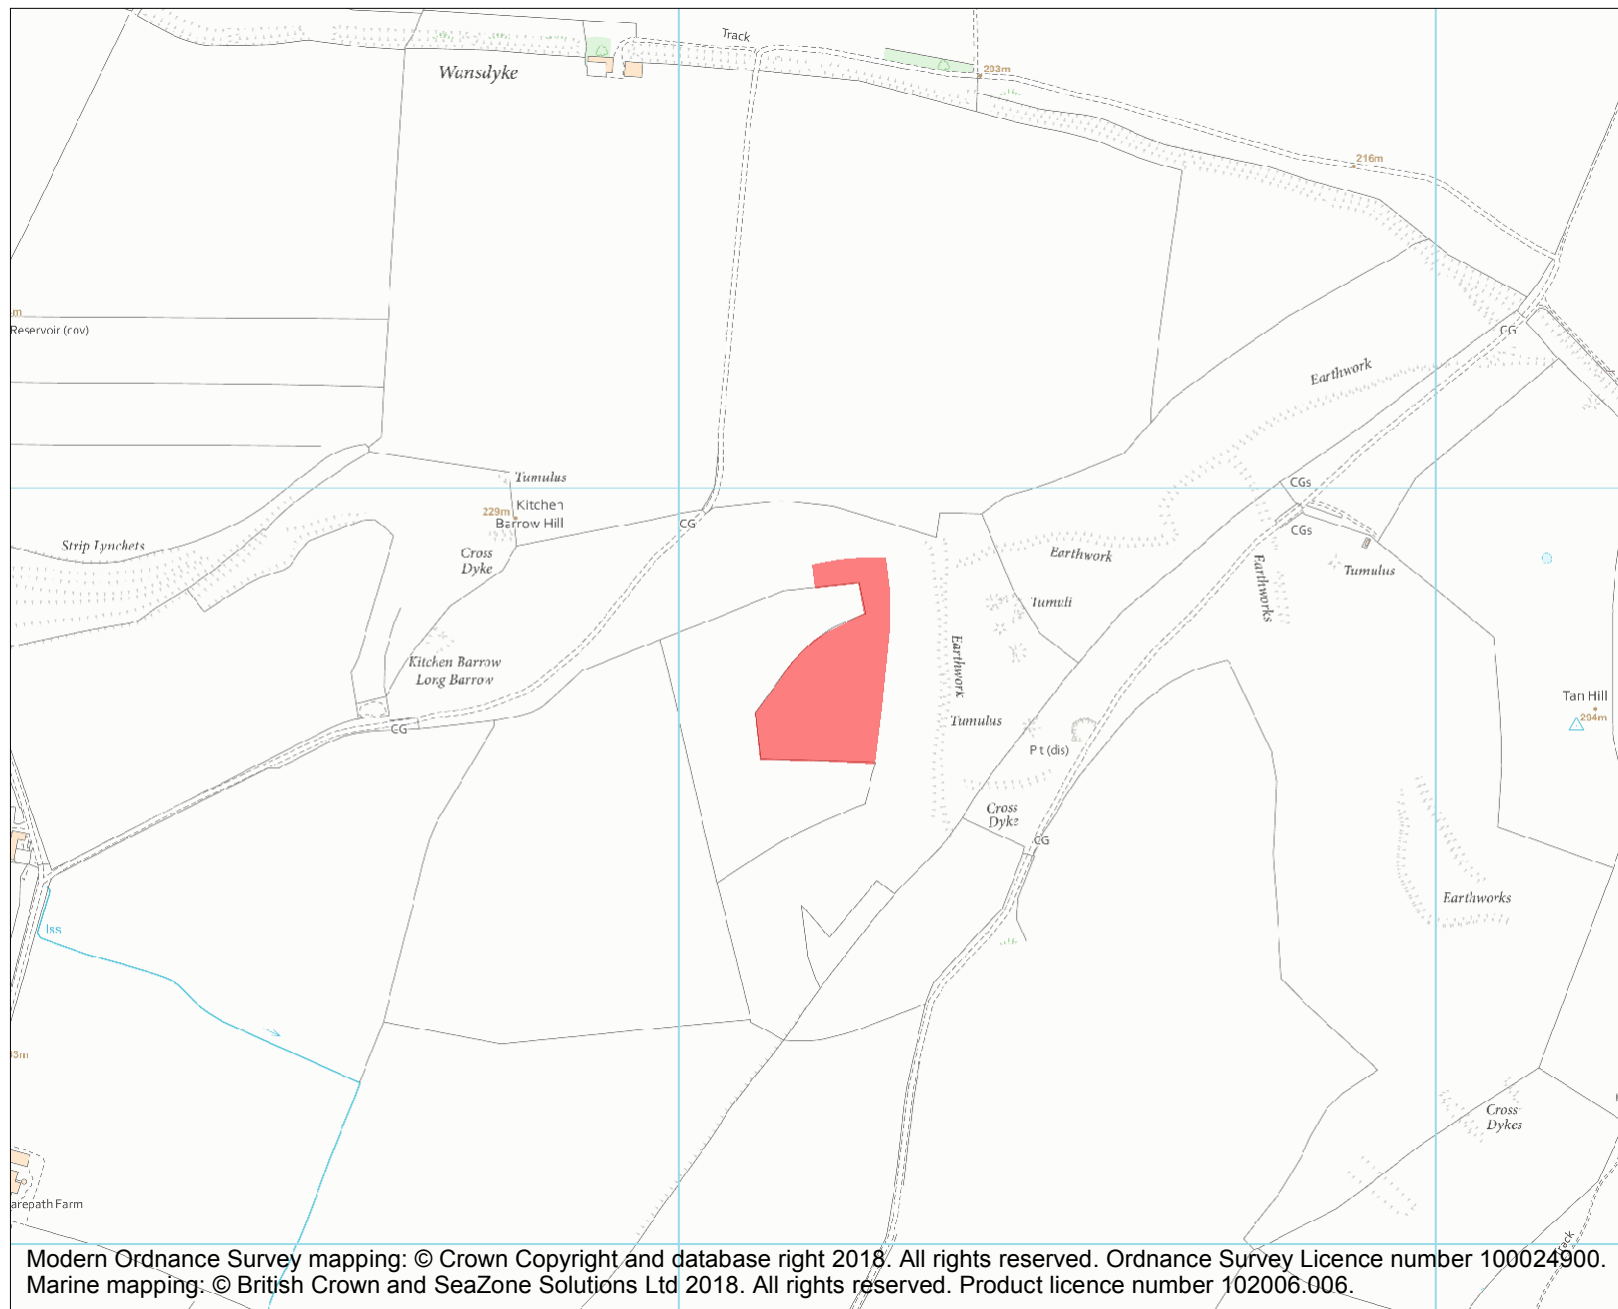 Track
Wansdyke
203m
216m
m
Reservoir (cov)
CG
Earthwork
Tumulus
CGs
229m
Kitchen
Barrow Hill
CG
CGs
Strip Lynchets
Cross
Dyke
Earthwork
Earthworks
Tumulus
Tumuli
Earthwork
Kitchen Barrow
Long Barrow
Tan Hill
294m
Tumulus
CG
Pt (dis)
Cross
Dyke
CG
Earthworks
Iss
3m
Cross
Dykes
arepath Farm
Track
Modern Ordnance Survey mapping: © Crown Copyright and database right 2018. All rights reserved. Ordnance Survey Licence number 100024900.
Marine mapping: © British Crown and SeaZone Solutions Ltd 2018. All rights reserved. Product licence number 102006.006.